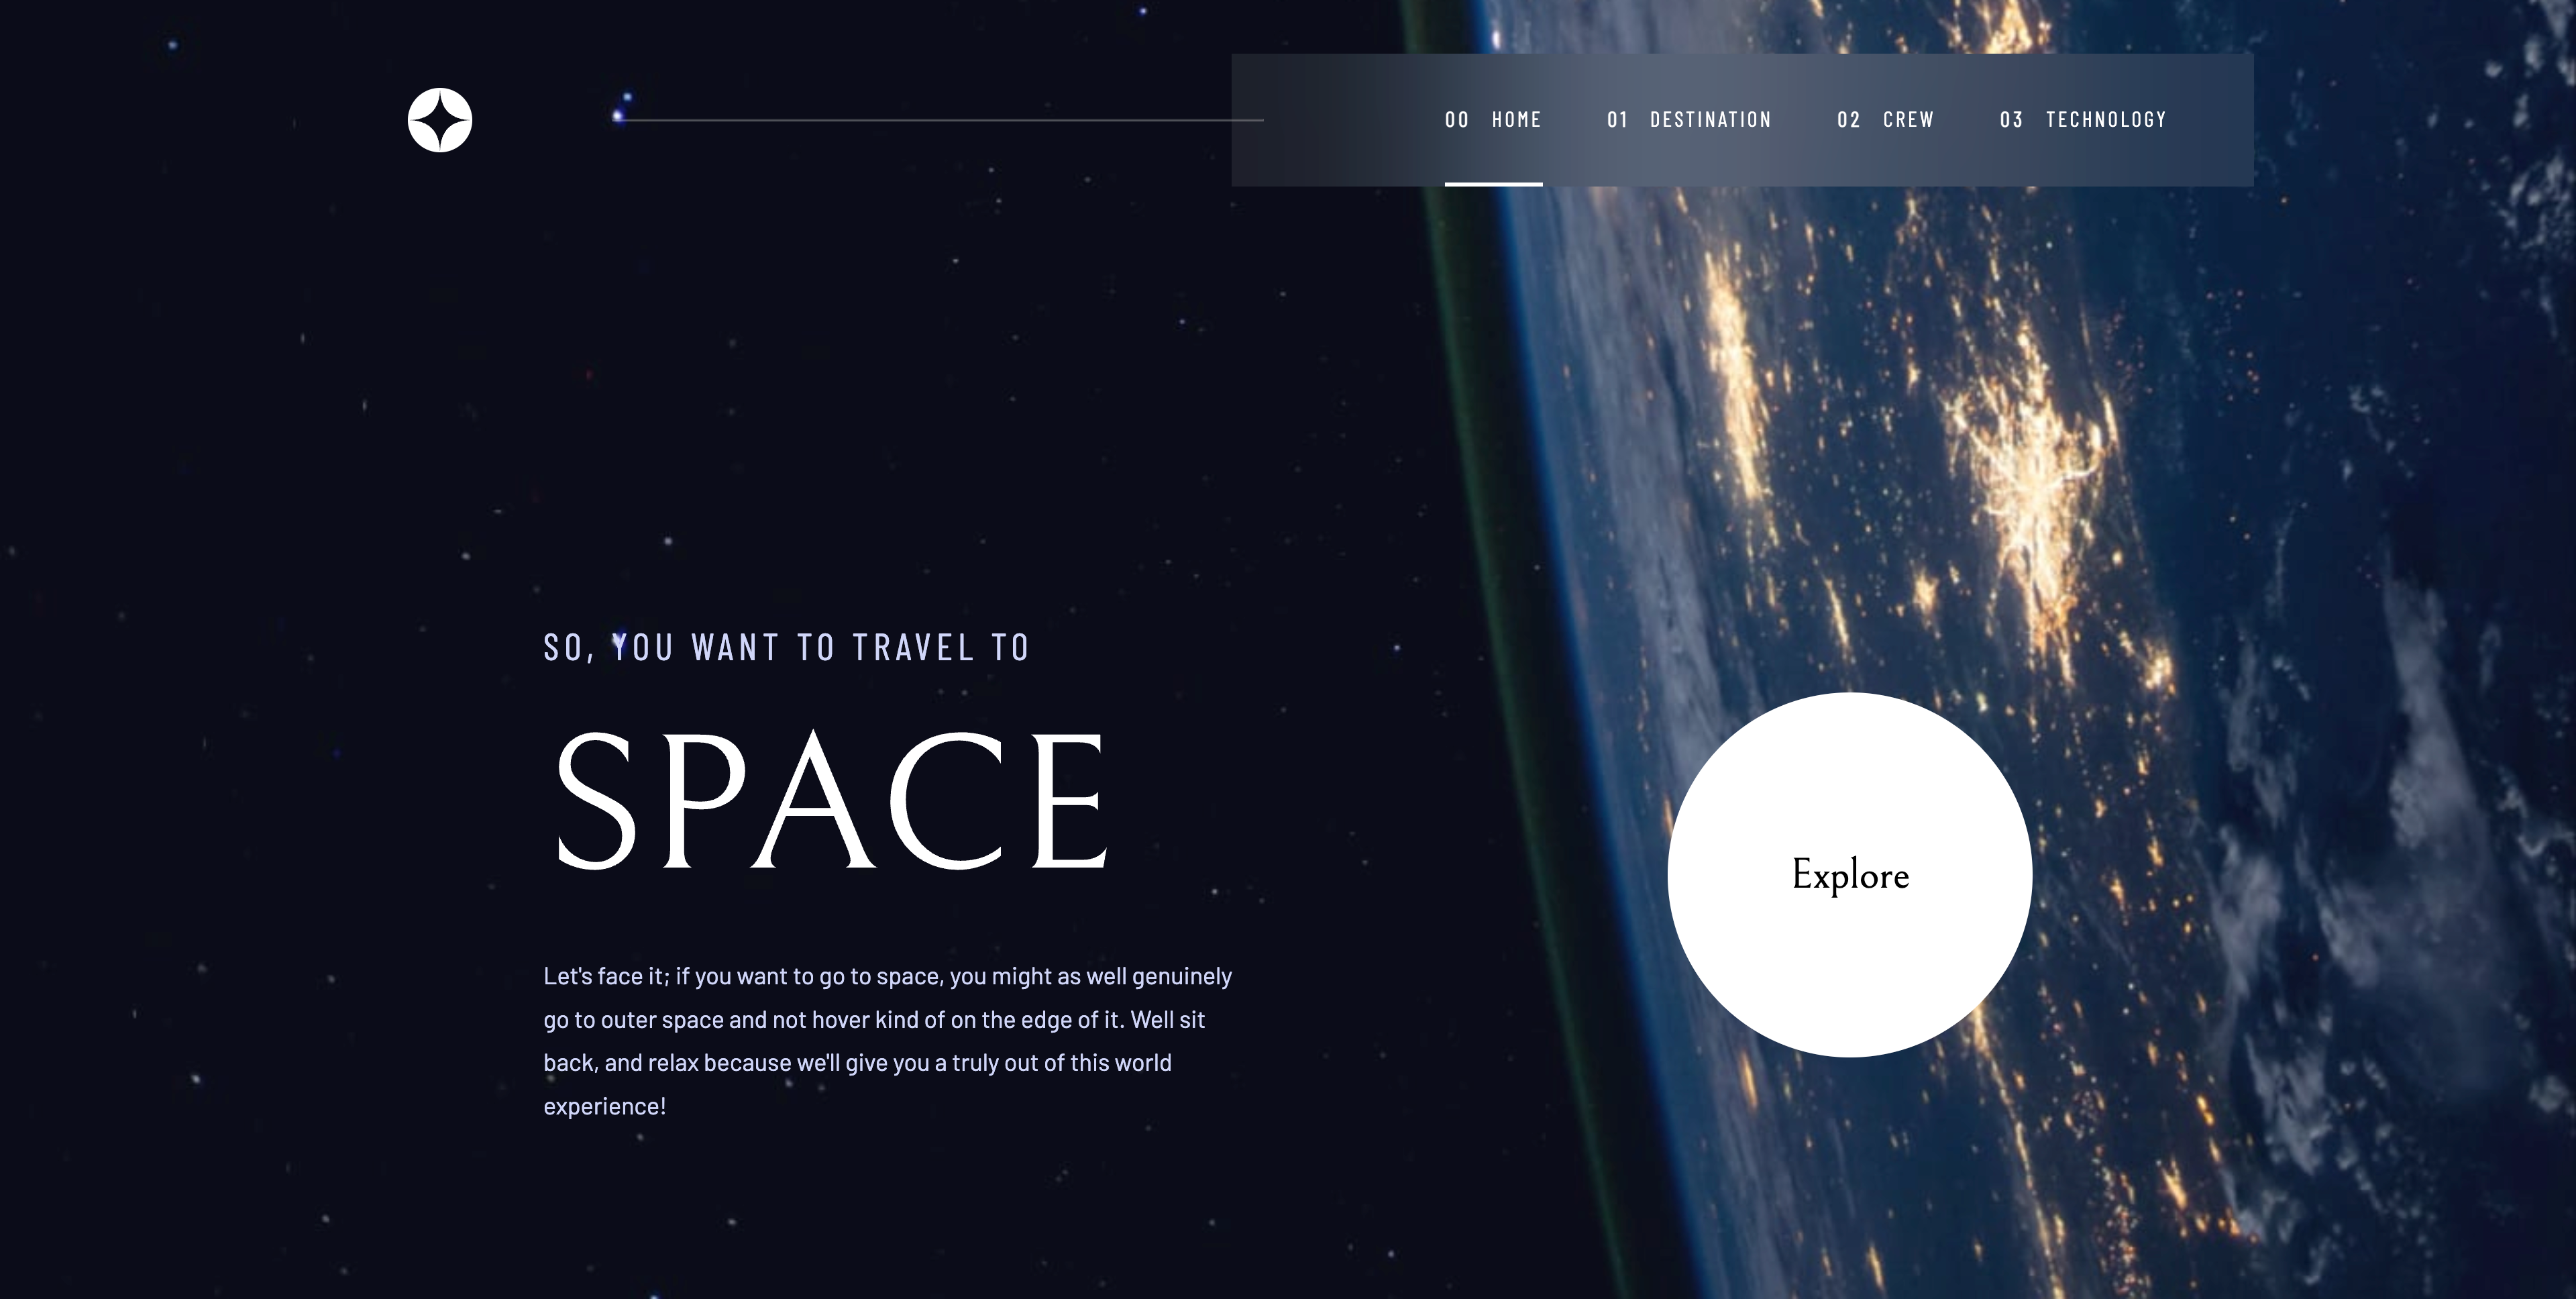 00 HOME 01 DESTINATION 02 CREW 03 TECHNOLOGY
SO, YOU WANT TO TRAVEL TO
SPACE
Let's face it; if you want to go to space, you might as well genuinely
go to outer space and not hover kind of on the edge of it. Well sit
back, and relax because we'll give you a truly out of this world
experience!
Explore